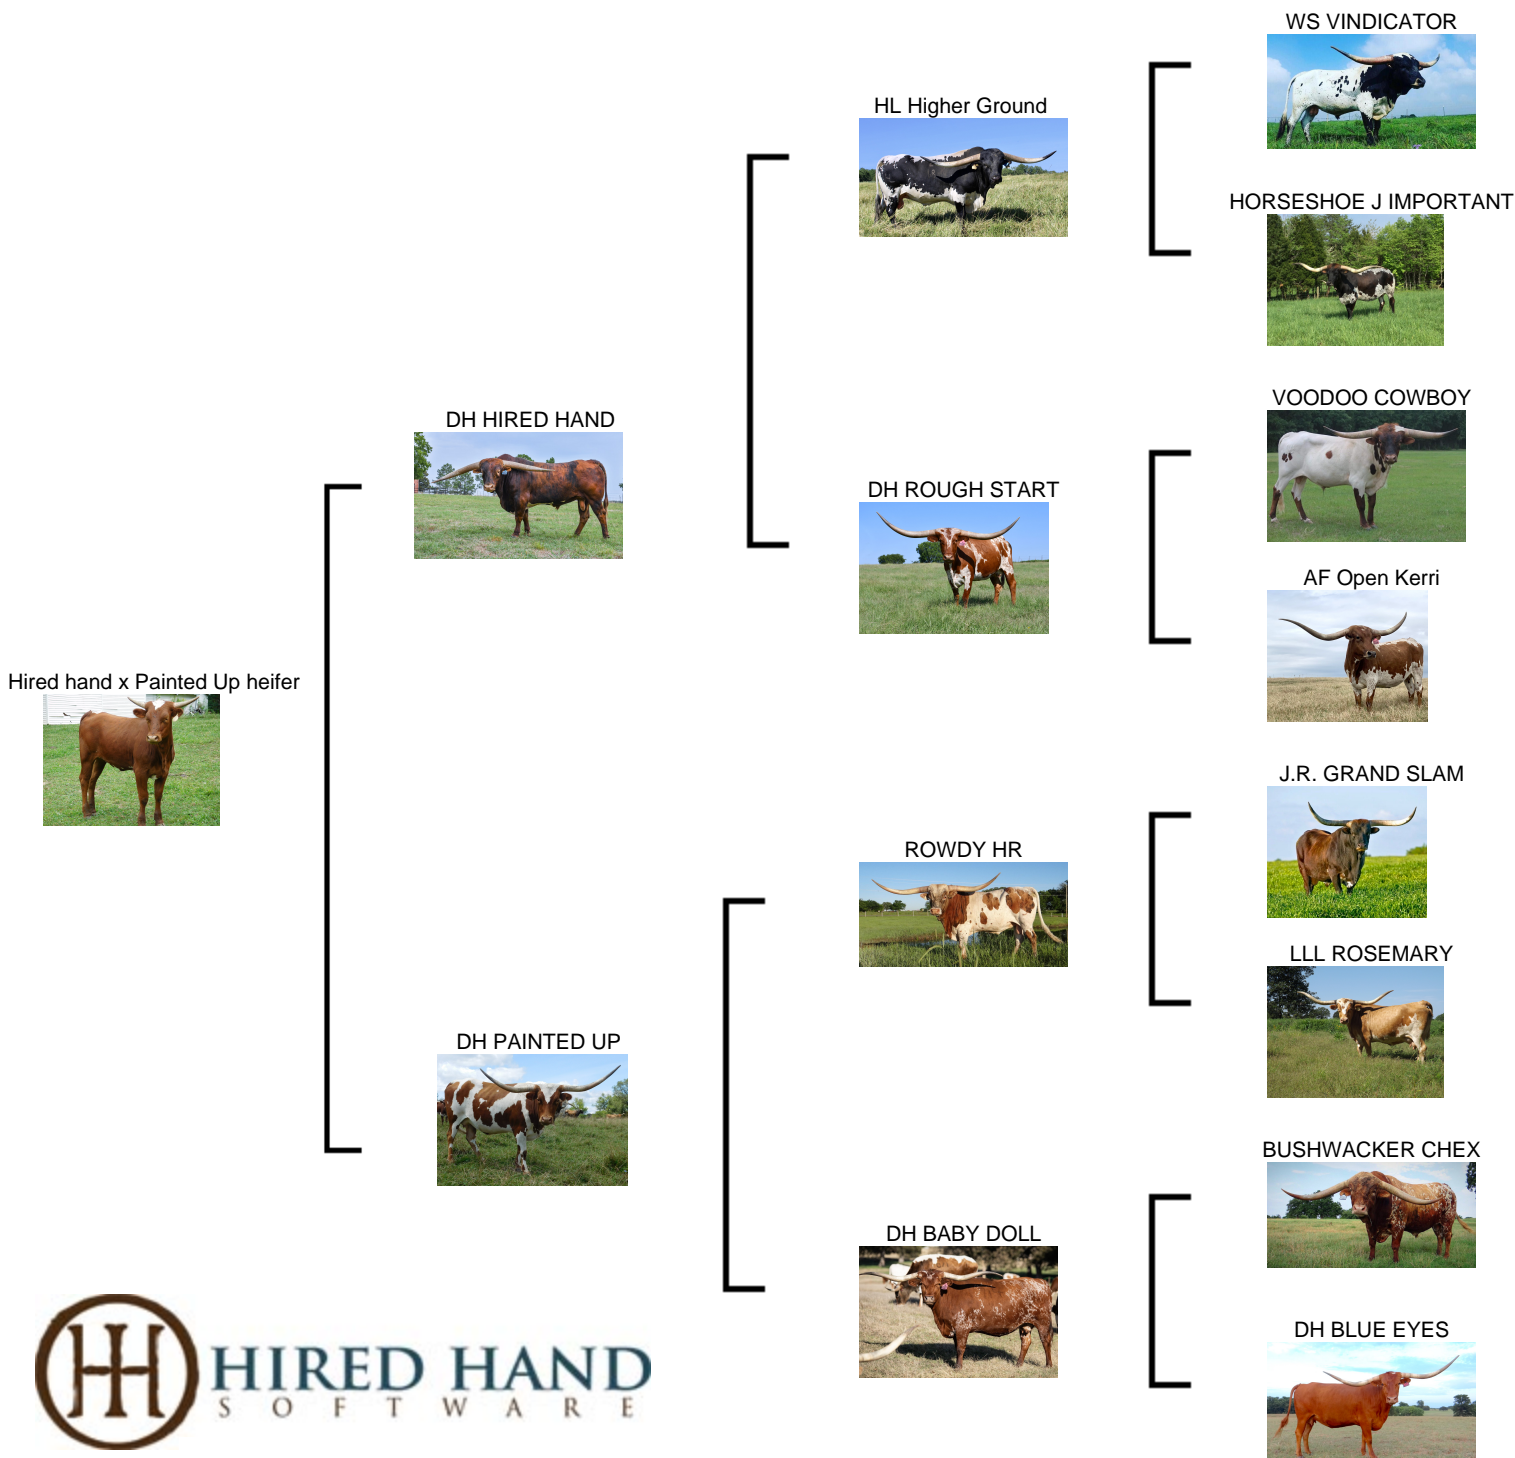 WS VINDICATOR
HL Higher Ground
HORSESHOE J IMPORTANT
DH HIRED HAND
VOODOO COWBOY
DH ROUGH START
AF Open Kerri
Hired hand x Painted Up heifer
J.R. GRAND SLAM
ROWDY HR
LLL ROSEMARY
DH PAINTED UP
BUSHWACKER CHEX
DH BABY DOLL
DH BLUE EYES
HIRED HAND
SOFTWARE